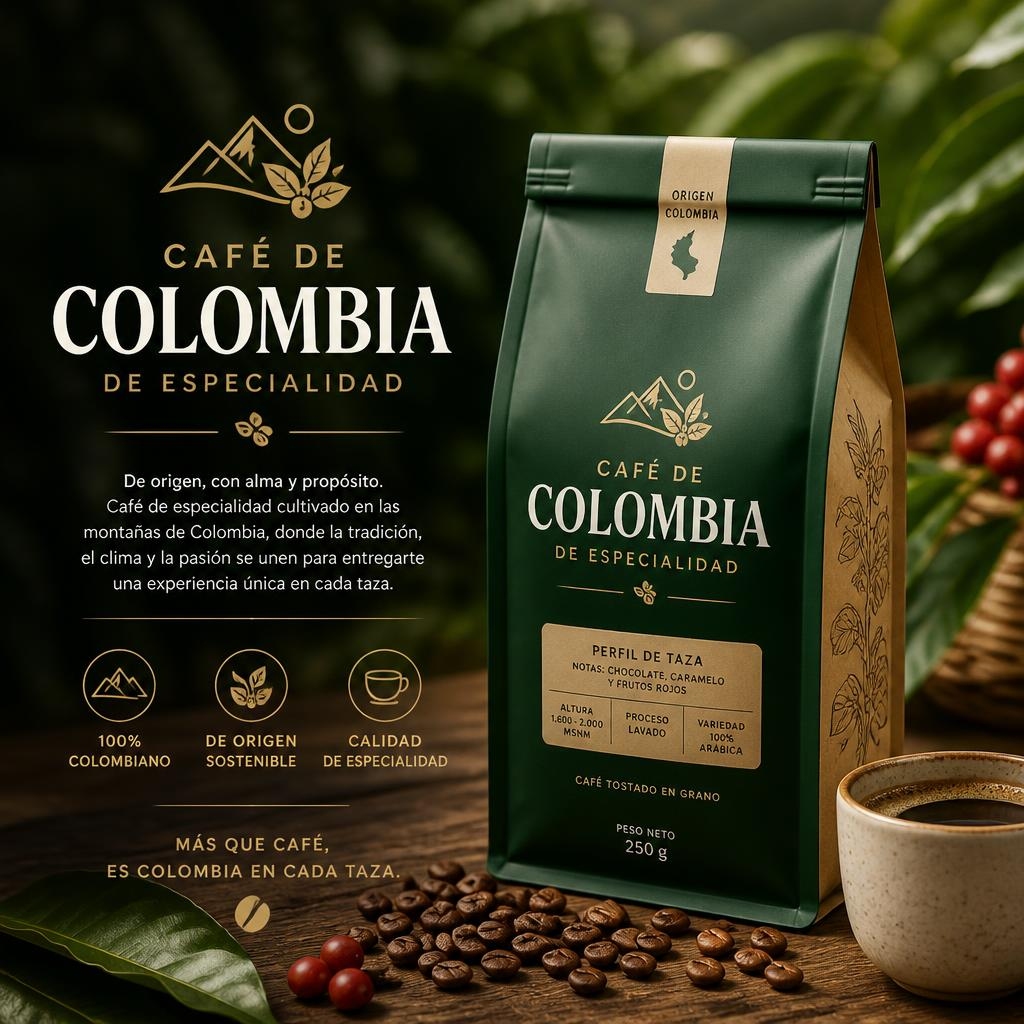 CAFÉ DE
COLOMBIA
DE ESPECIALIDAD
De origen, con alma y propósito.
Café de especialidad cultivado en las
montañas de Colombia, donde la tradición,
el clima y la pasión se unen para entregarte
una experiencia única en cada taza.
100%
COLOMBIANO
DE ORIGEN
SOSTENIBLE
CALIDAD
DE ESPECIALIDAD
MÁS QUE CAFÉ,
ES COLOMBIA EN CADA TAZA.
ORIGEN
COLOMBIA
CAFÉ DE
COLOMBIA
DE ESPECIALIDAD
PERFIL DE TAZA
NOTAS: CHOCOLATE, CARAMELO
Y FRUTOS ROJOS
ALTURA
1.600 - 2.000
MSNM
PROCESO
LAVADO
VARIEDAD
100%
ARÁBICA
CAFÉ TOSTADO EN GRANO
PESO NETO
250 g